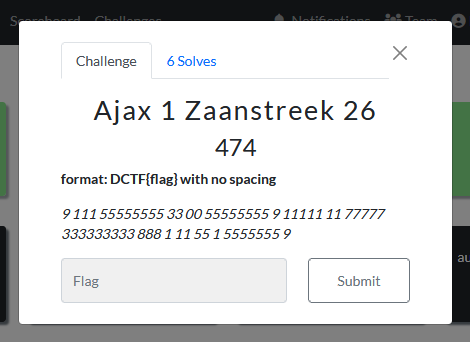 Scoreboard Challenges Notifications Team
Challenge 6 Solves
Ajax 1 Zaanstreek 26
474
format: DCTF{flag} with no spacing
9 111 55555555 33 00 55555555 9 11111 11 77777
333333333 888 1 11 55 1 5555555 9
Flag Submit
au